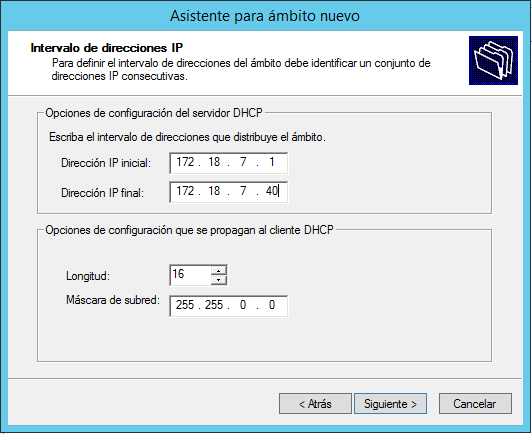 Asistente para ámbito nuevo
Intervalo de direcciones IP
Para definir el intervalo de direcciones del ámbito debe identificar un conjunto de
direcciones IP consecutivas.
Opciones de configuración del servidor DHCP
Escriba el intervalo de direcciones que distribuye el ámbito.
Dirección IP inicial: 172 . 18 . 7 . 1
Dirección IP final: 172 . 18 . 7 . 40
Opciones de configuración que se propagan al cliente DHCP
Longitud: 16
Máscara de subred: 255 . 255 . 0 . 0
< Atrás Siguiente > Cancelar